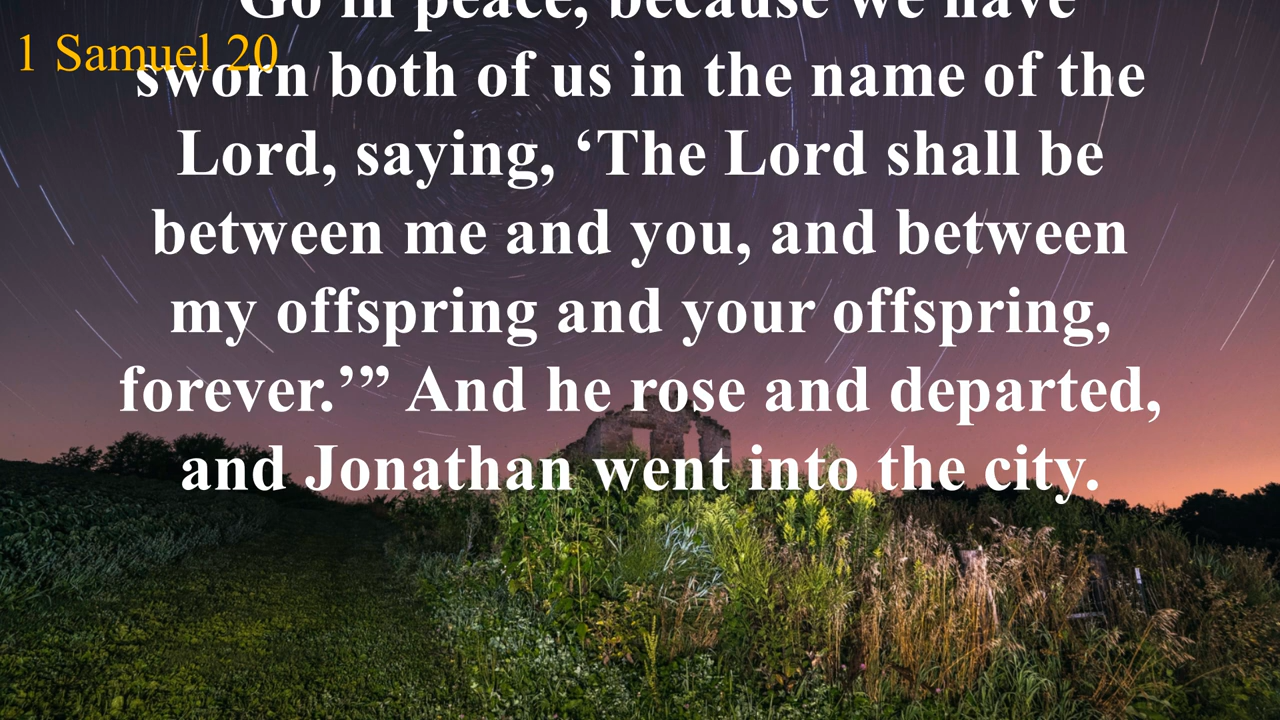 Go in peace, because we have
1 Samuel 20
sworn both of us in the name of the
Lord, saying, ‘The Lord shall be
between me and you, and between
my offspring and your offspring,
forever.’” And he rose and departed,
and Jonathan went into the city.